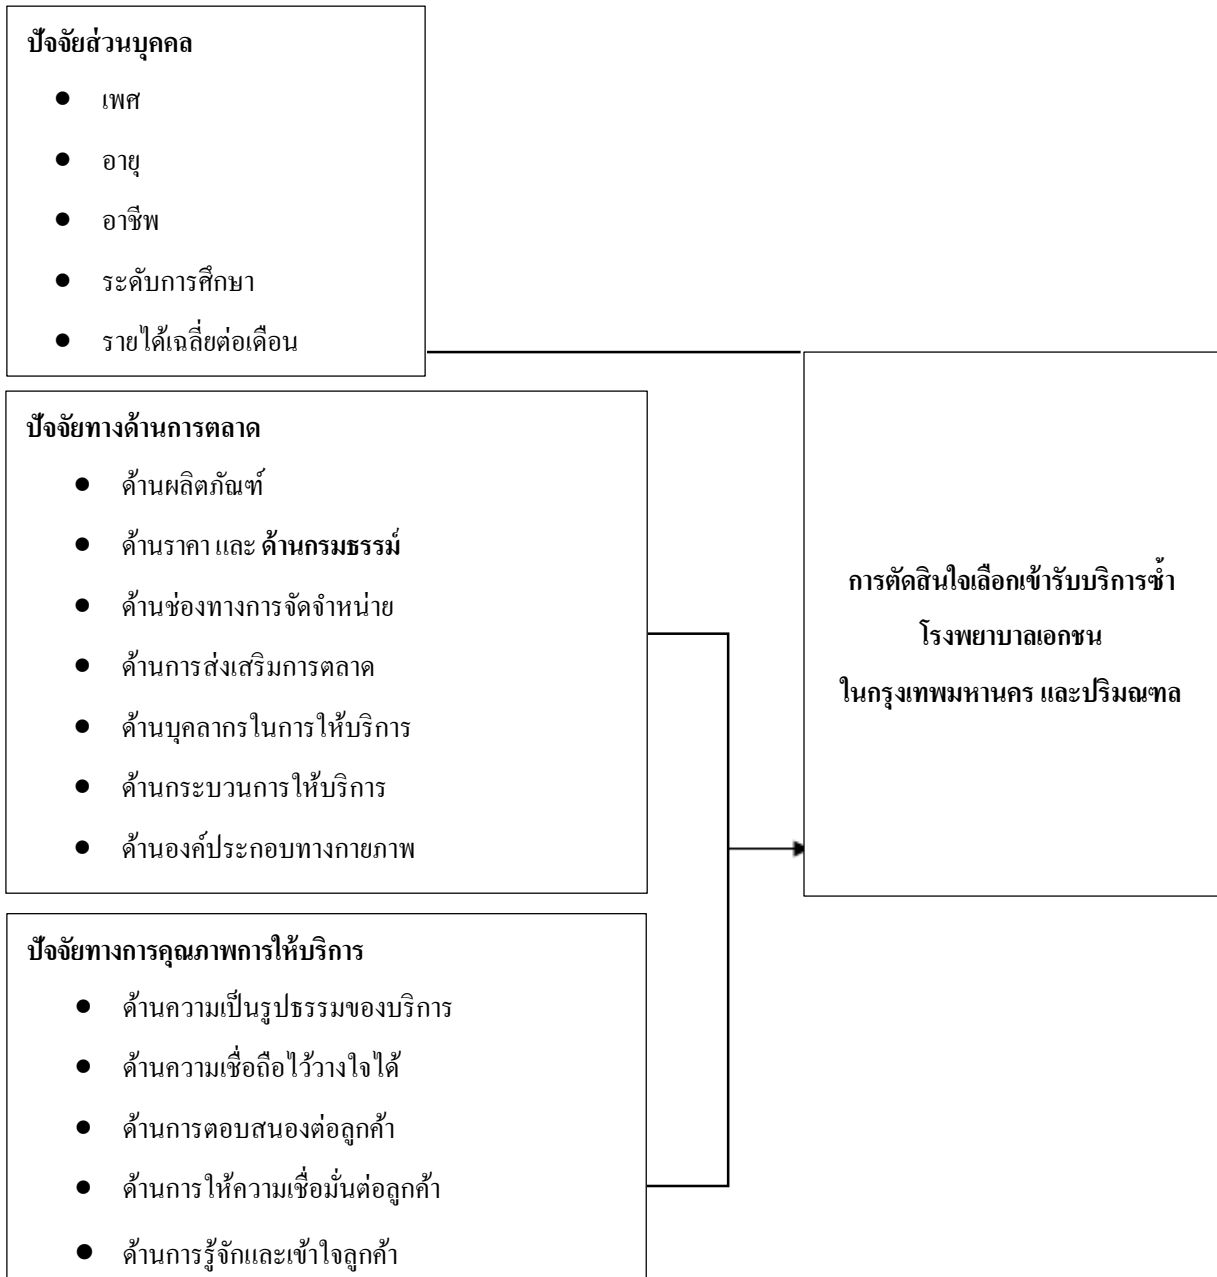 ปัจจัยส่วนบุคคล
● เพศ
● อายุ
● อาชีพ
● ระดับการศึกษา
● รายได้เฉลี่ยต่อเดือน
ปัจจัยทางด้านการตลาด
● ด้านผลิตภัณฑ์
● ด้านราคา และ ด้านกรมธรรม์
● ด้านช่องทางการจัดจำหน่าย
● ด้านการส่งเสริมการตลาด
● ด้านบุคลากรในการให้บริการ
● ด้านกระบวนการให้บริการ
● ด้านองค์ประกอบทางกายภาพ
ปัจจัยทางการคุณภาพการให้บริการ
● ด้านความเป็นรูปธรรมของบริการ
● ด้านความเชื่อถือไว้วางใจได้
● ด้านการตอบสนองต่อลูกค้า
● ด้านการให้ความเชื่อมั่นต่อลูกค้า
● ด้านการรู้จักและเข้าใจลูกค้า
การตัดสินใจเลือกเข้ารับบริการซ้ำ
โรงพยาบาลเอกชน
ในกรุงเทพมหานคร และปริมณฑล